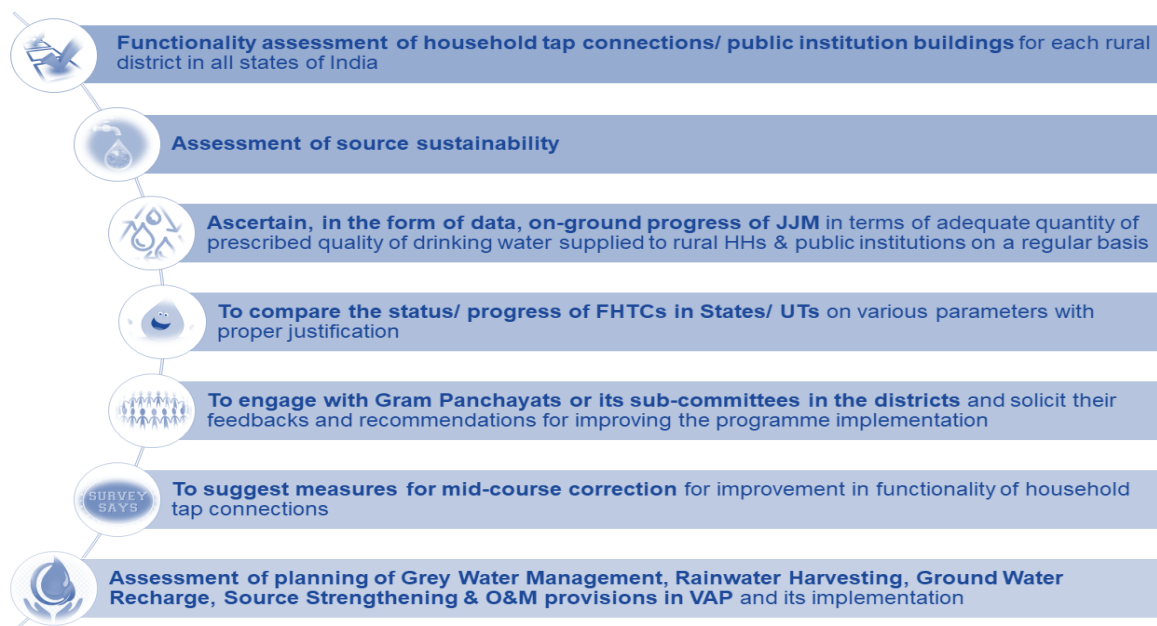 Functionality assessment of household tap connections/ public institution buildings for each rural
district in all states of India
Assessment of source sustainability
Ascertain, in the form of data, on-ground progress of JJM in terms of adequate quantity of
prescribed quality of drinking water supplied to rural HHs & public institutions on a regular basis
To compare the status/ progress of FHTCs in States/ UTs on various parameters with
proper justification
To engage with Gram Panchayats or its sub-committees in the districts and solicit their
feedbacks and recommendations for improving the programme implementation
SURVEY
SAYS
To suggest measures for mid-course correction for improvement in functionality of household
tap connections
Assessment of planning of Grey Water Management, Rainwater Harvesting, Ground Water
Recharge, Source Strengthening & O&M provisions in VAP and its implementation